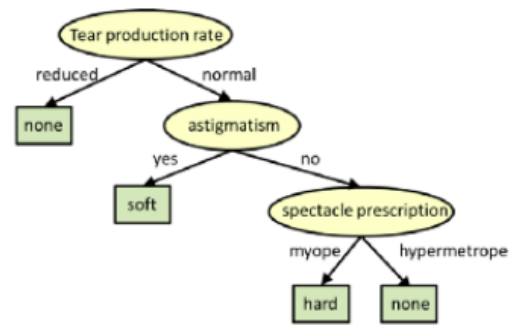 Tear production rate
reduced
normal
none
astigmatism
yes
no
soft
spectacle prescription
myope
hypermetrope
hard
none